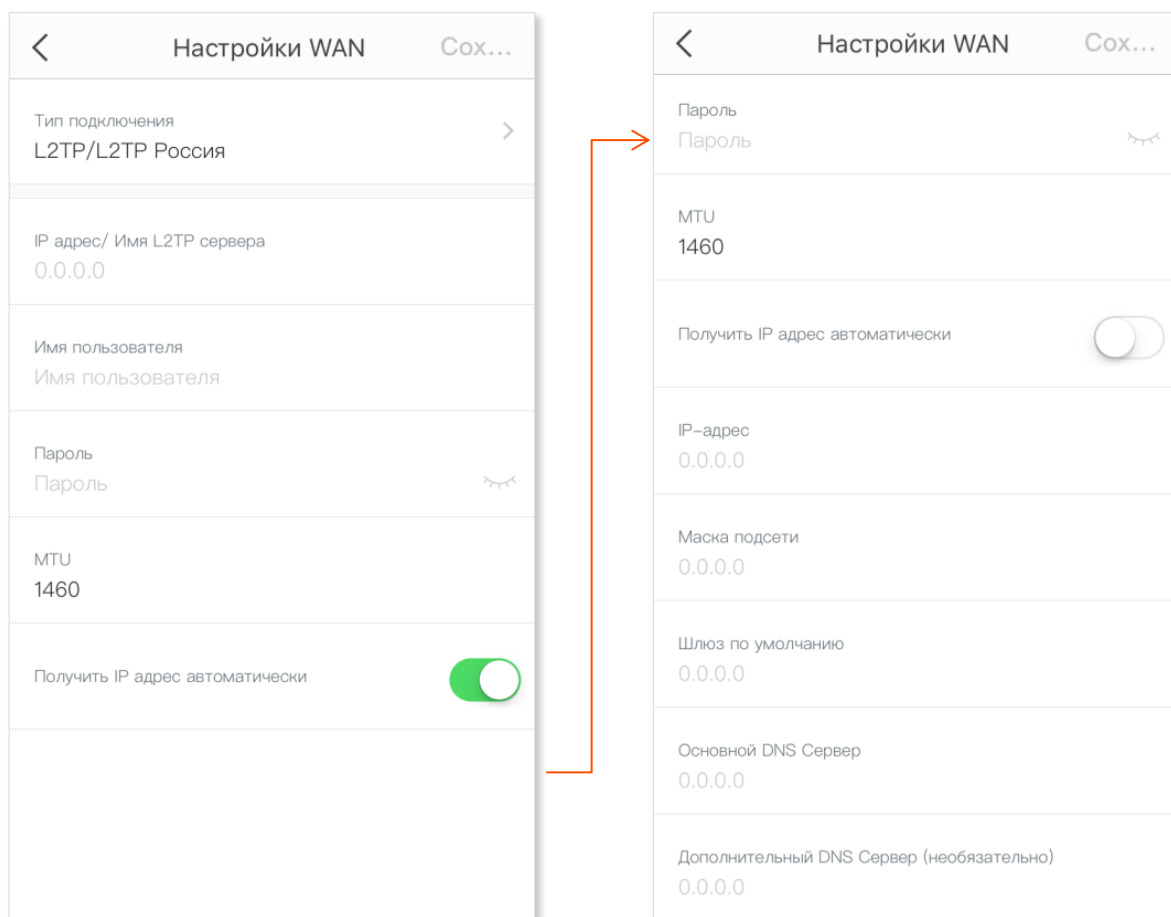 Настройки WAN
Сох...
Тип подключения
L2TP/L2TP Россия
IP адрес/ Имя L2TP сервера
0.0.0.0
Имя пользователя
Имя пользователя
Пароль
Пароль
MTU
1460
Получить IP адрес автоматически
Настройки WAN
Сох...
Пароль
Пароль
MTU
1460
Получить IP адрес автоматически
IP-адрес
0.0.0.0
Маска подсети
0.0.0.0
Шлюз по умолчанию
0.0.0.0
Основной DNS Сервер
0.0.0.0
Дополнительный DNS Сервер (необязательно)
0.0.0.0